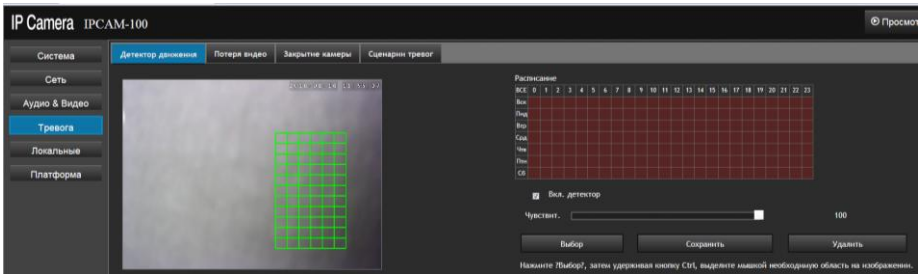 IP Camera IPCAM-100
Просмот
Система
Сеть
Аудио & Видео
Тревога
Локальные
Платформа
Детектор движения Потеря видео Закрытие камеры Сценарии тревог
Расписание
ВСЕ 0 1 2 3 4 5 6 7 8 9 10 11 12 13 14 15 16 17 18 19 20 21 22 23
Вск
Пнд
Втр
Срд
Чтв
Птн
Сб
Вкл. детектор
Чувствит. 100
Выбор Сохранить Удалить
Нажмите ?Выбор?, затем удерживая кнопку Ctrl, выделите мышкой необходимую область на изображении.